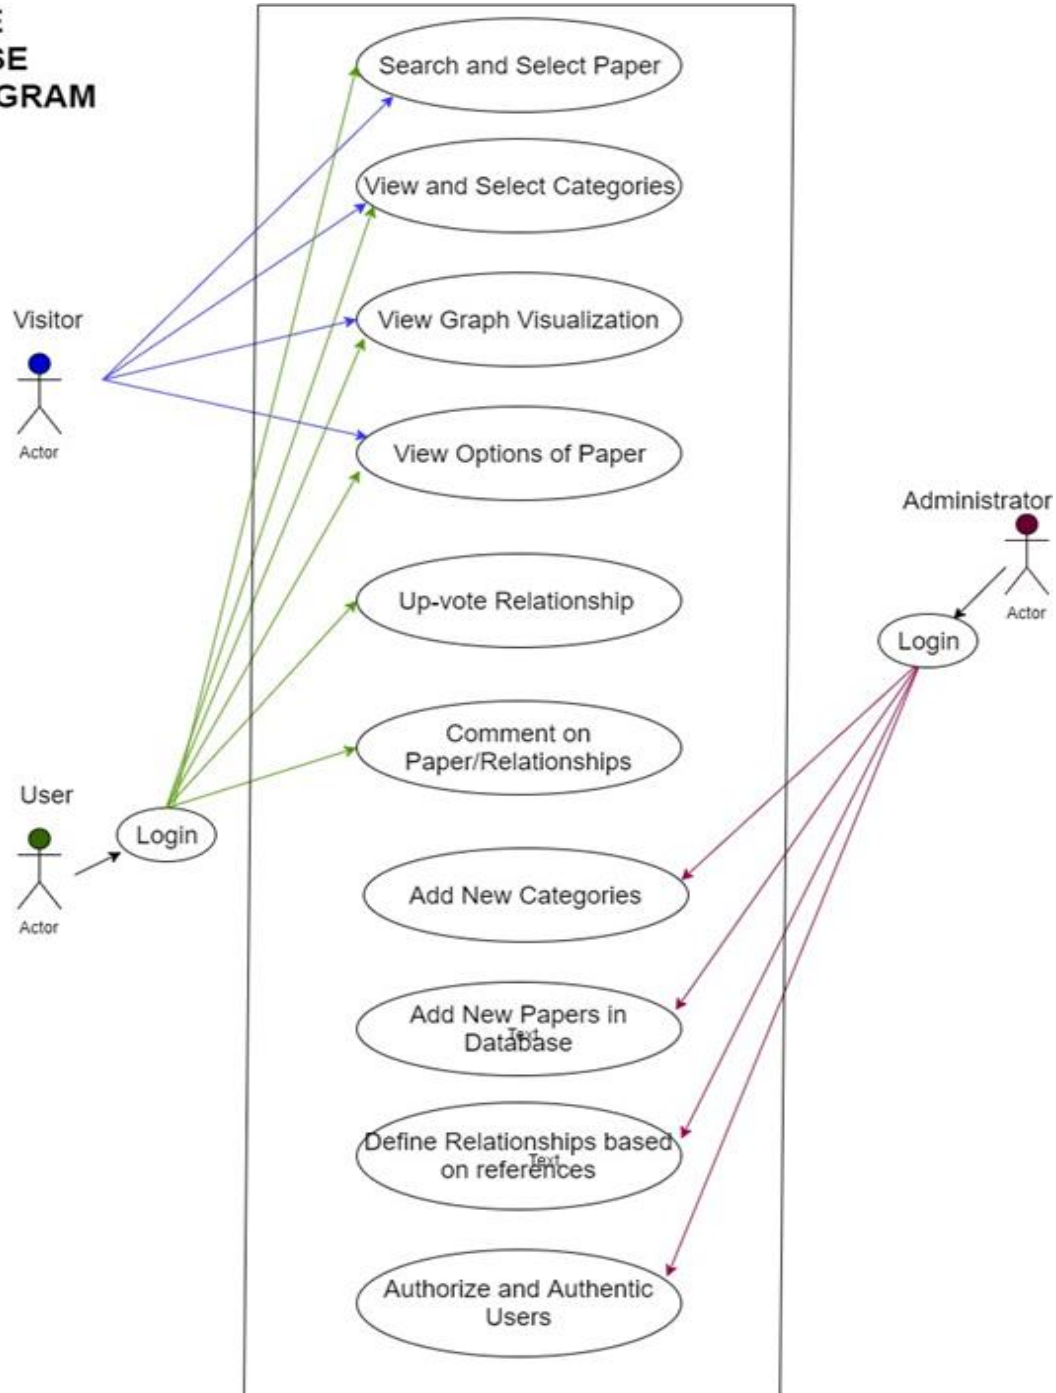 E
SE
GRAM
Search and Select Paper
View and Select Categories
Visitor
View Graph Visualization
Actor
View Options of Paper
Administrator
Actor
Up-vote Relationship
Login
Comment on
Paper/Relationships
User
Login
Actor
Add New Categories
Add New Papers in
Text
Database
Define Relationships based
Text
on references
Authorize and Authentic
Users